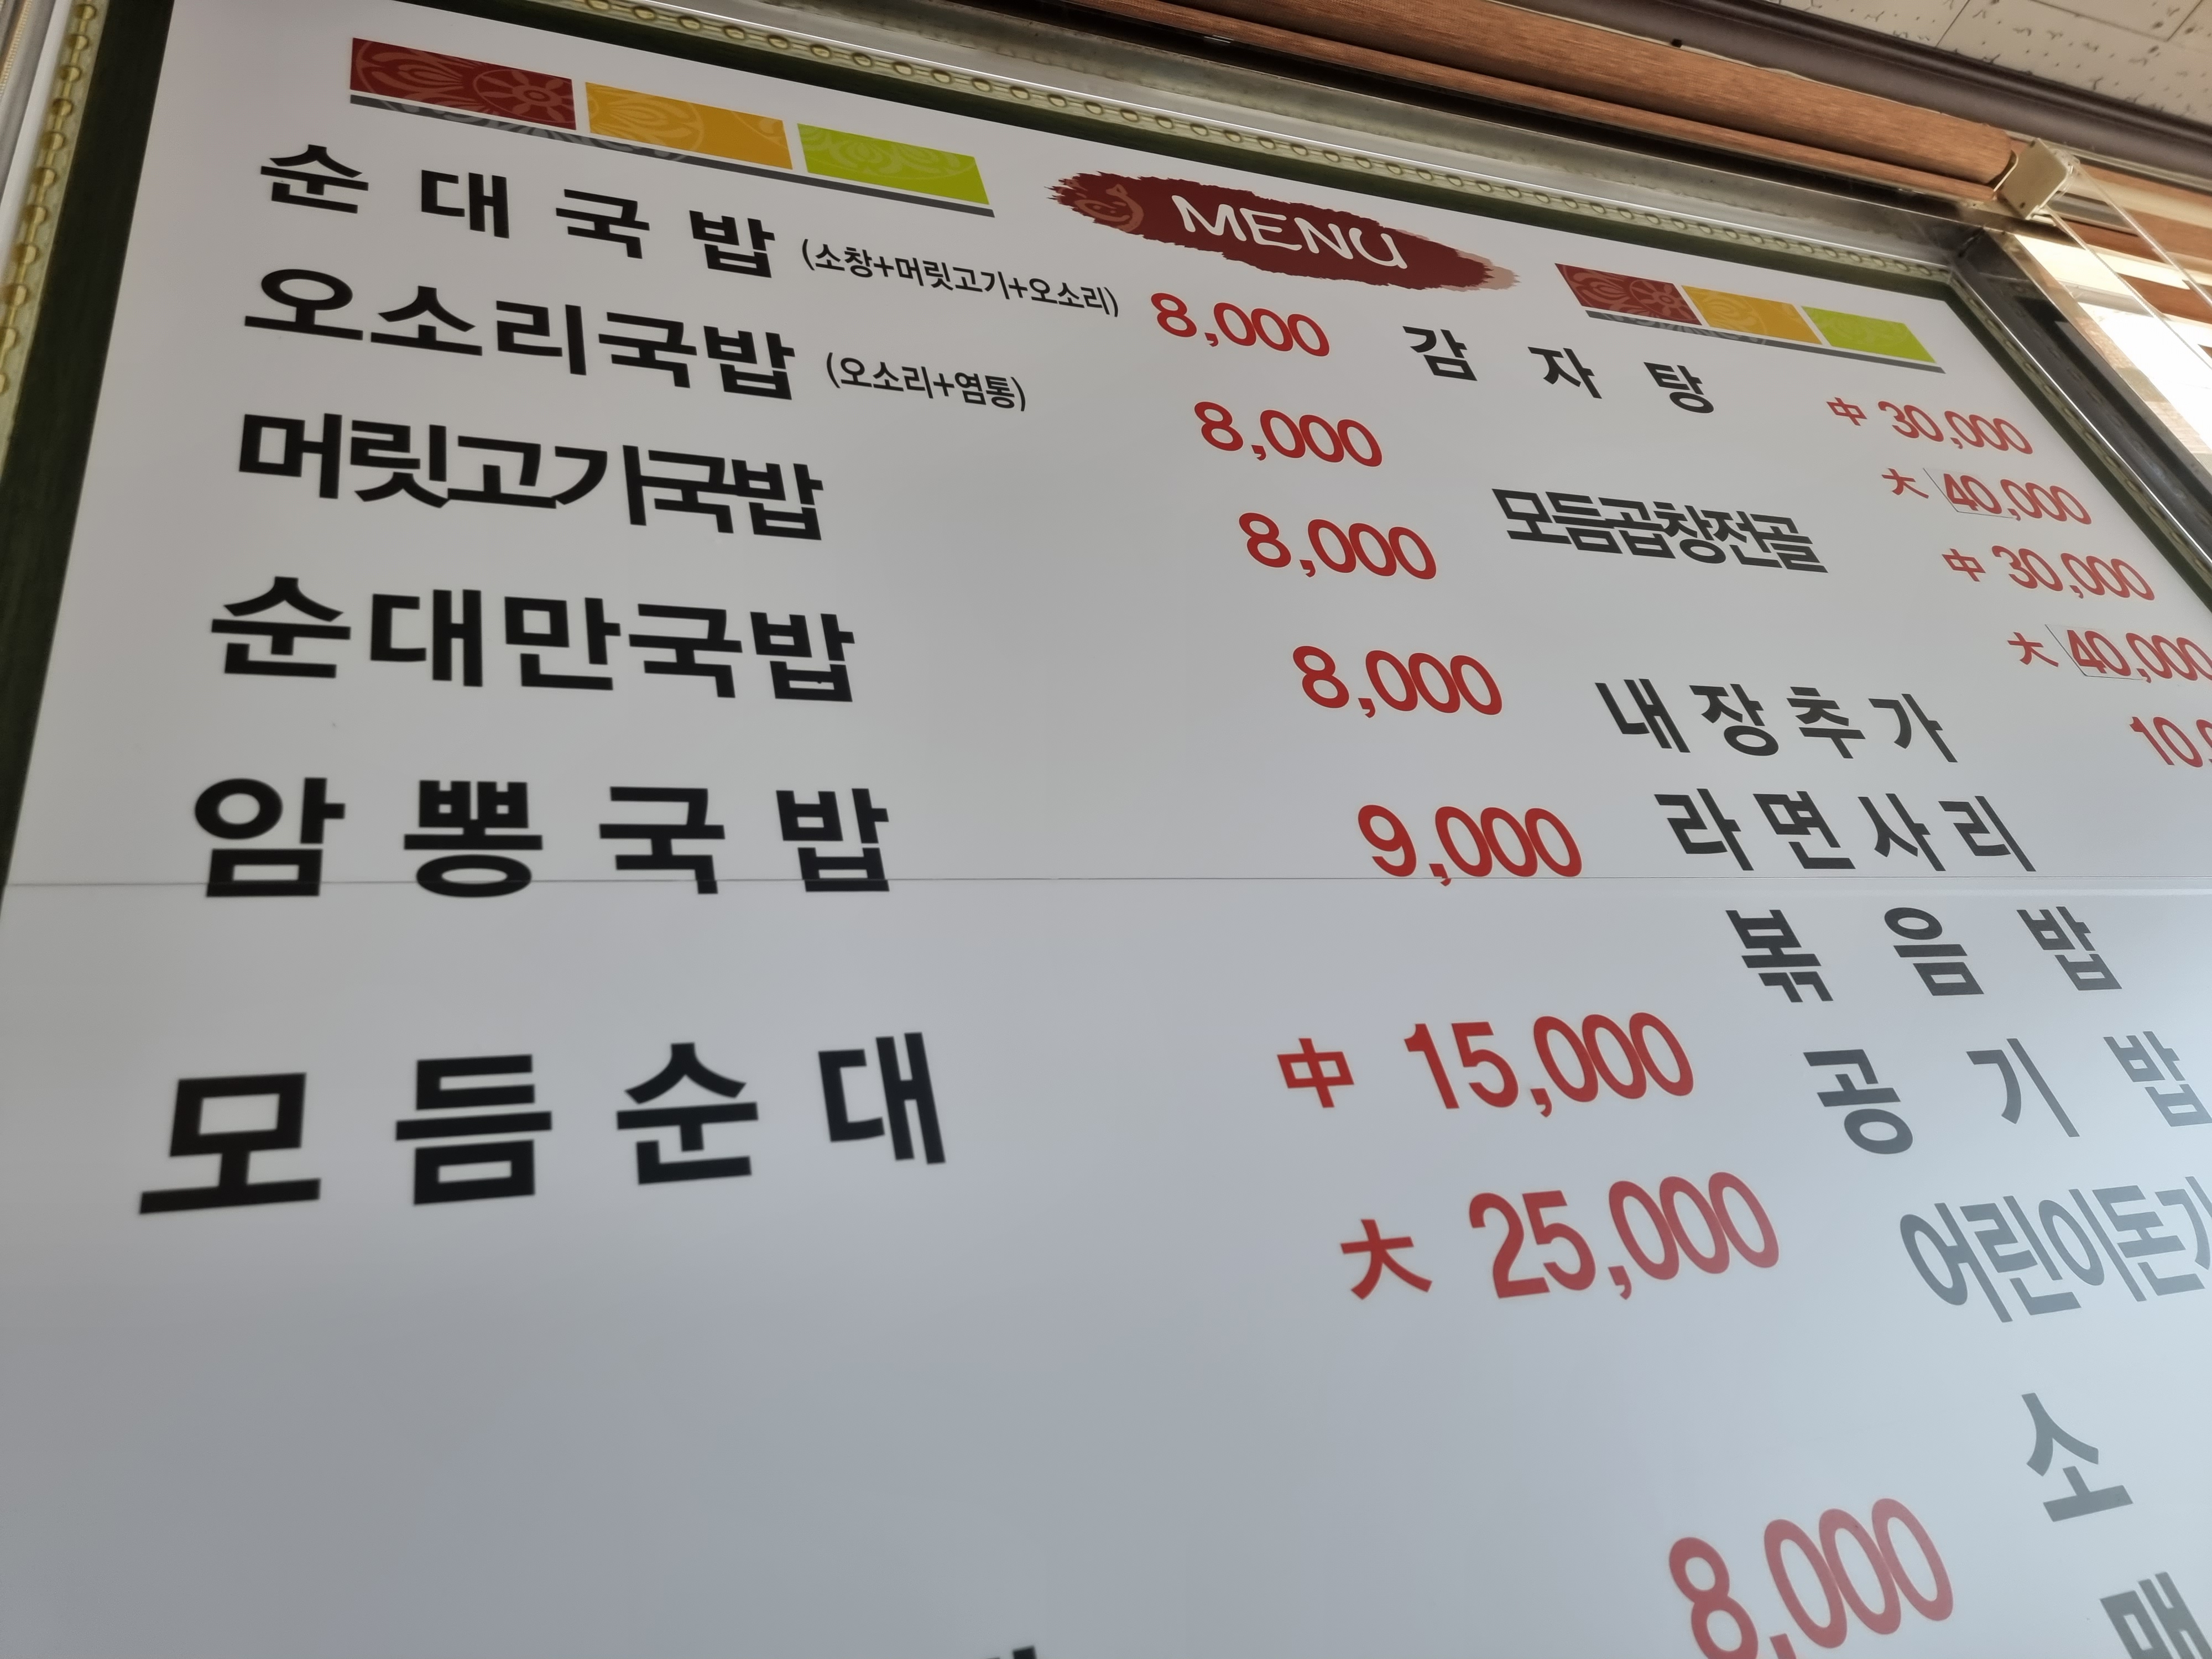 MENU
순대국밥 (소창+머릿고기+오소리) 8,000
오소리국밥 (오소리+염통) 8,000
머릿고기국밥 8,000
순대만국밥 8,000
암뽕국밥 9,000
모듬순대 中 15,000
大 25,000
8,000
감자탕 中 30,000
大 40,000
모듬곱창전골 中 30,000
大 40,000
내장추가
라면사리
볶음밥
공기밥